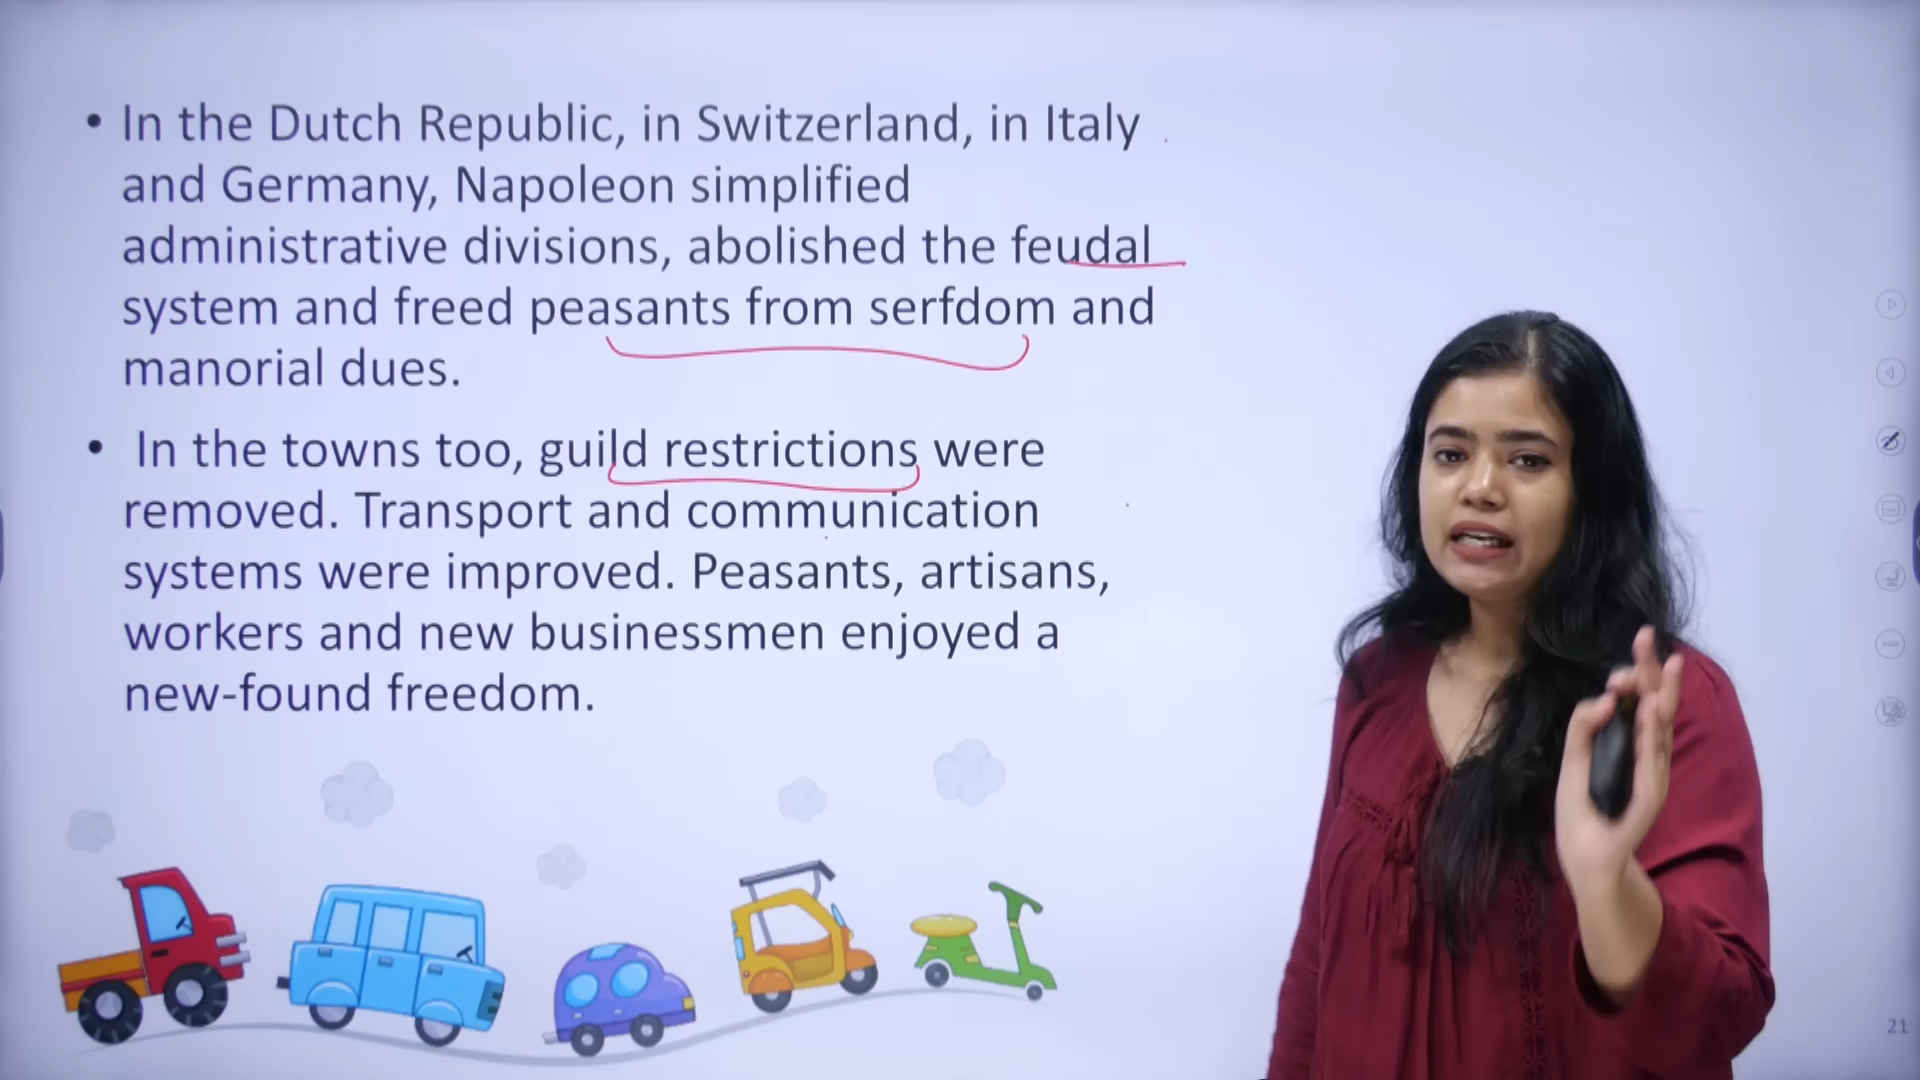 • In the Dutch Republic, in Switzerland, in Italy
and Germany, Napoleon simplified
administrative divisions, abolished the feudal
system and freed peasants from serfdom and
manorial dues.
• In the towns too, guild restrictions were
removed. Transport and communication
systems were improved. Peasants, artisans,
workers and new businessmen enjoyed a
new-found freedom.
21